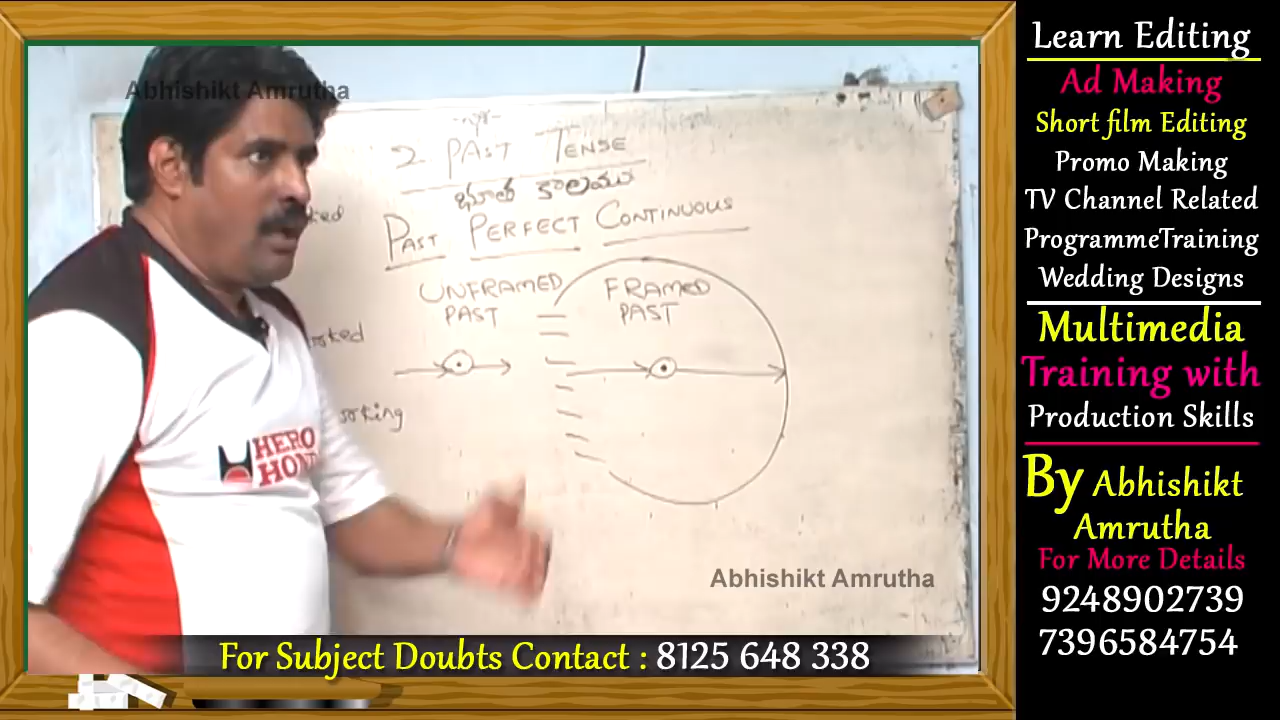 Abhishikt Amrutha
2 PAST TENSE
భూత కాలము
PAST PERFECT CONTINUOUS
UNFRAMED
PAST
FRAMED
PAST
HERO
Abhishikt Amrutha
For Subject Doubts Contact : 8125 648 338
Learn Editing
Ad Making
Short film Editing
Promo Making
TV Channel Related
ProgrammeTraining
Wedding Designs
Multimedia
Training with
Production Skills
By Abhishikt
Amrutha
For More Details
9248902739
7396584754